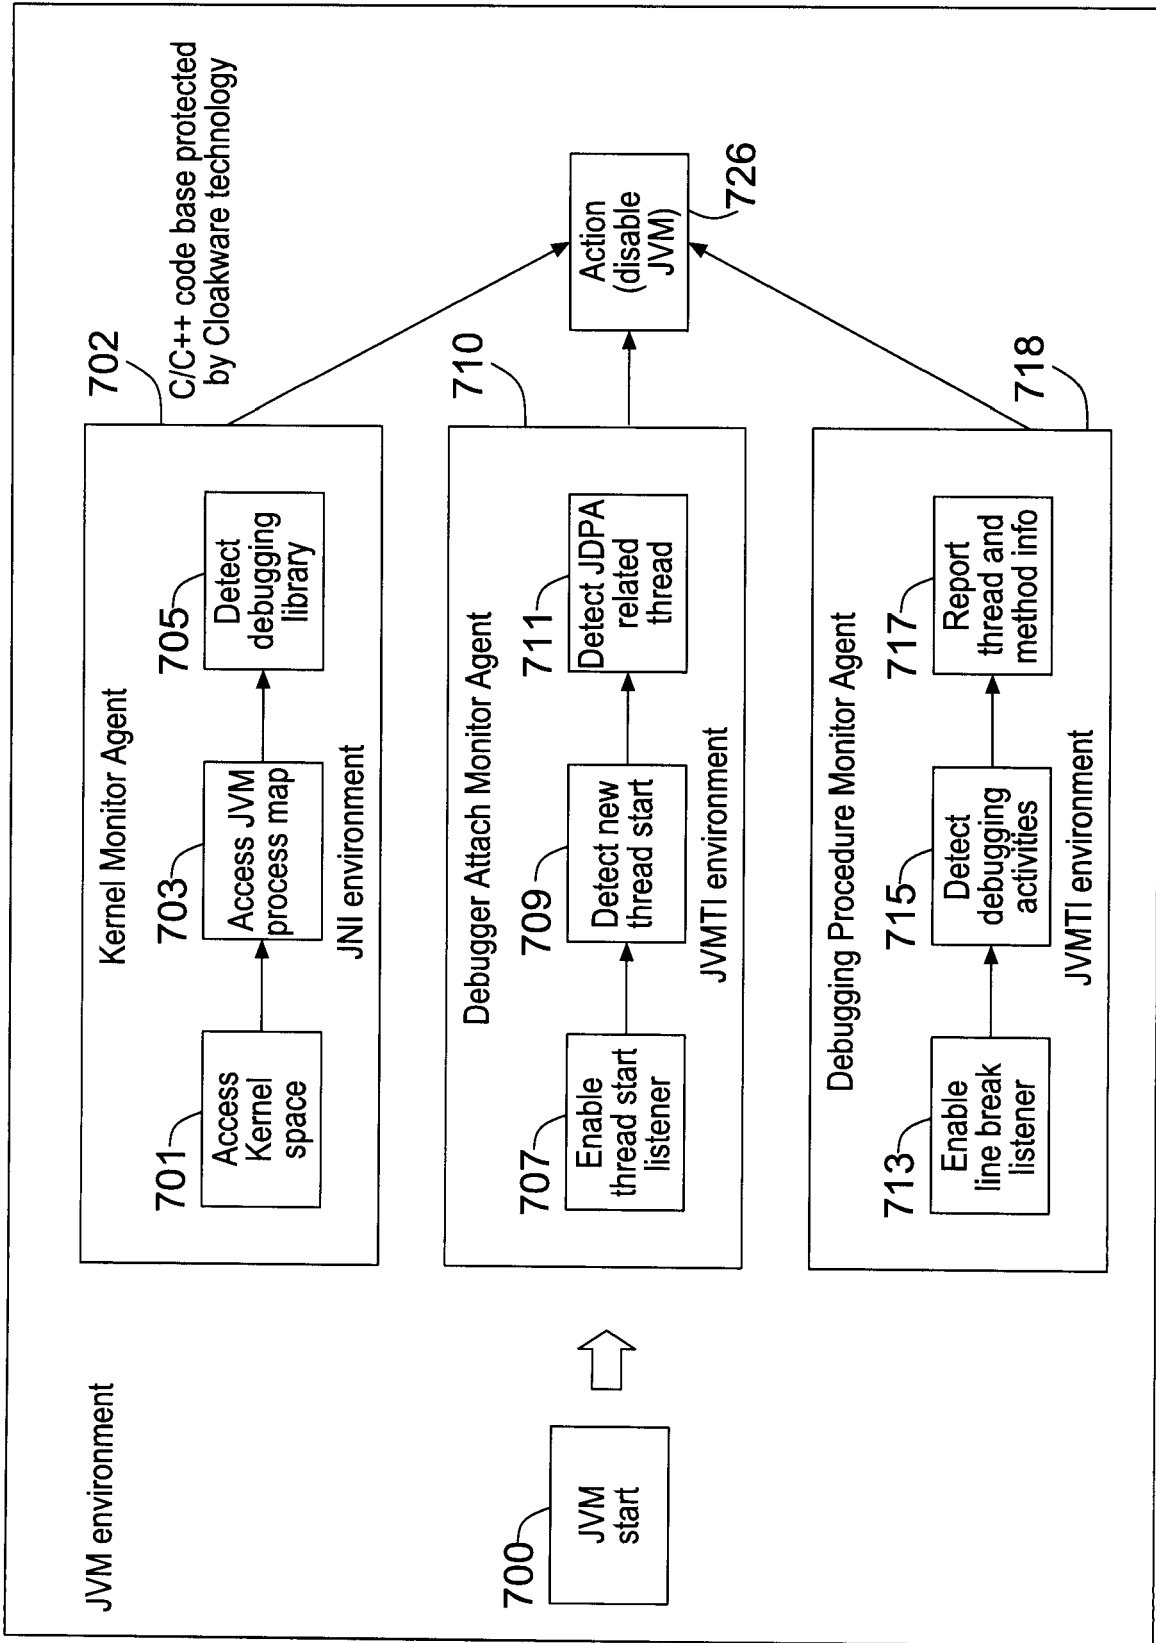 JVM environment
700
JVM
start
Kernel Monitor Agent
702
C/C++ code base protected
by Cloakware technology
701
Access
Kernel
space
703
Access JVM
process map
705
Detect
debugging
library
JNI environment
Debugger Attach Monitor Agent
710
707
Enable
thread start
listener
709
Detect new
thread start
711
Detect JDPA
related
thread
JVMTI environment
Debugging Procedure Monitor Agent
718
713
Enable
line break
listener
715
Detect
debugging
activities
717
Report
thread and
method info
JVMTI environment
Action
(disable
JVM)
726